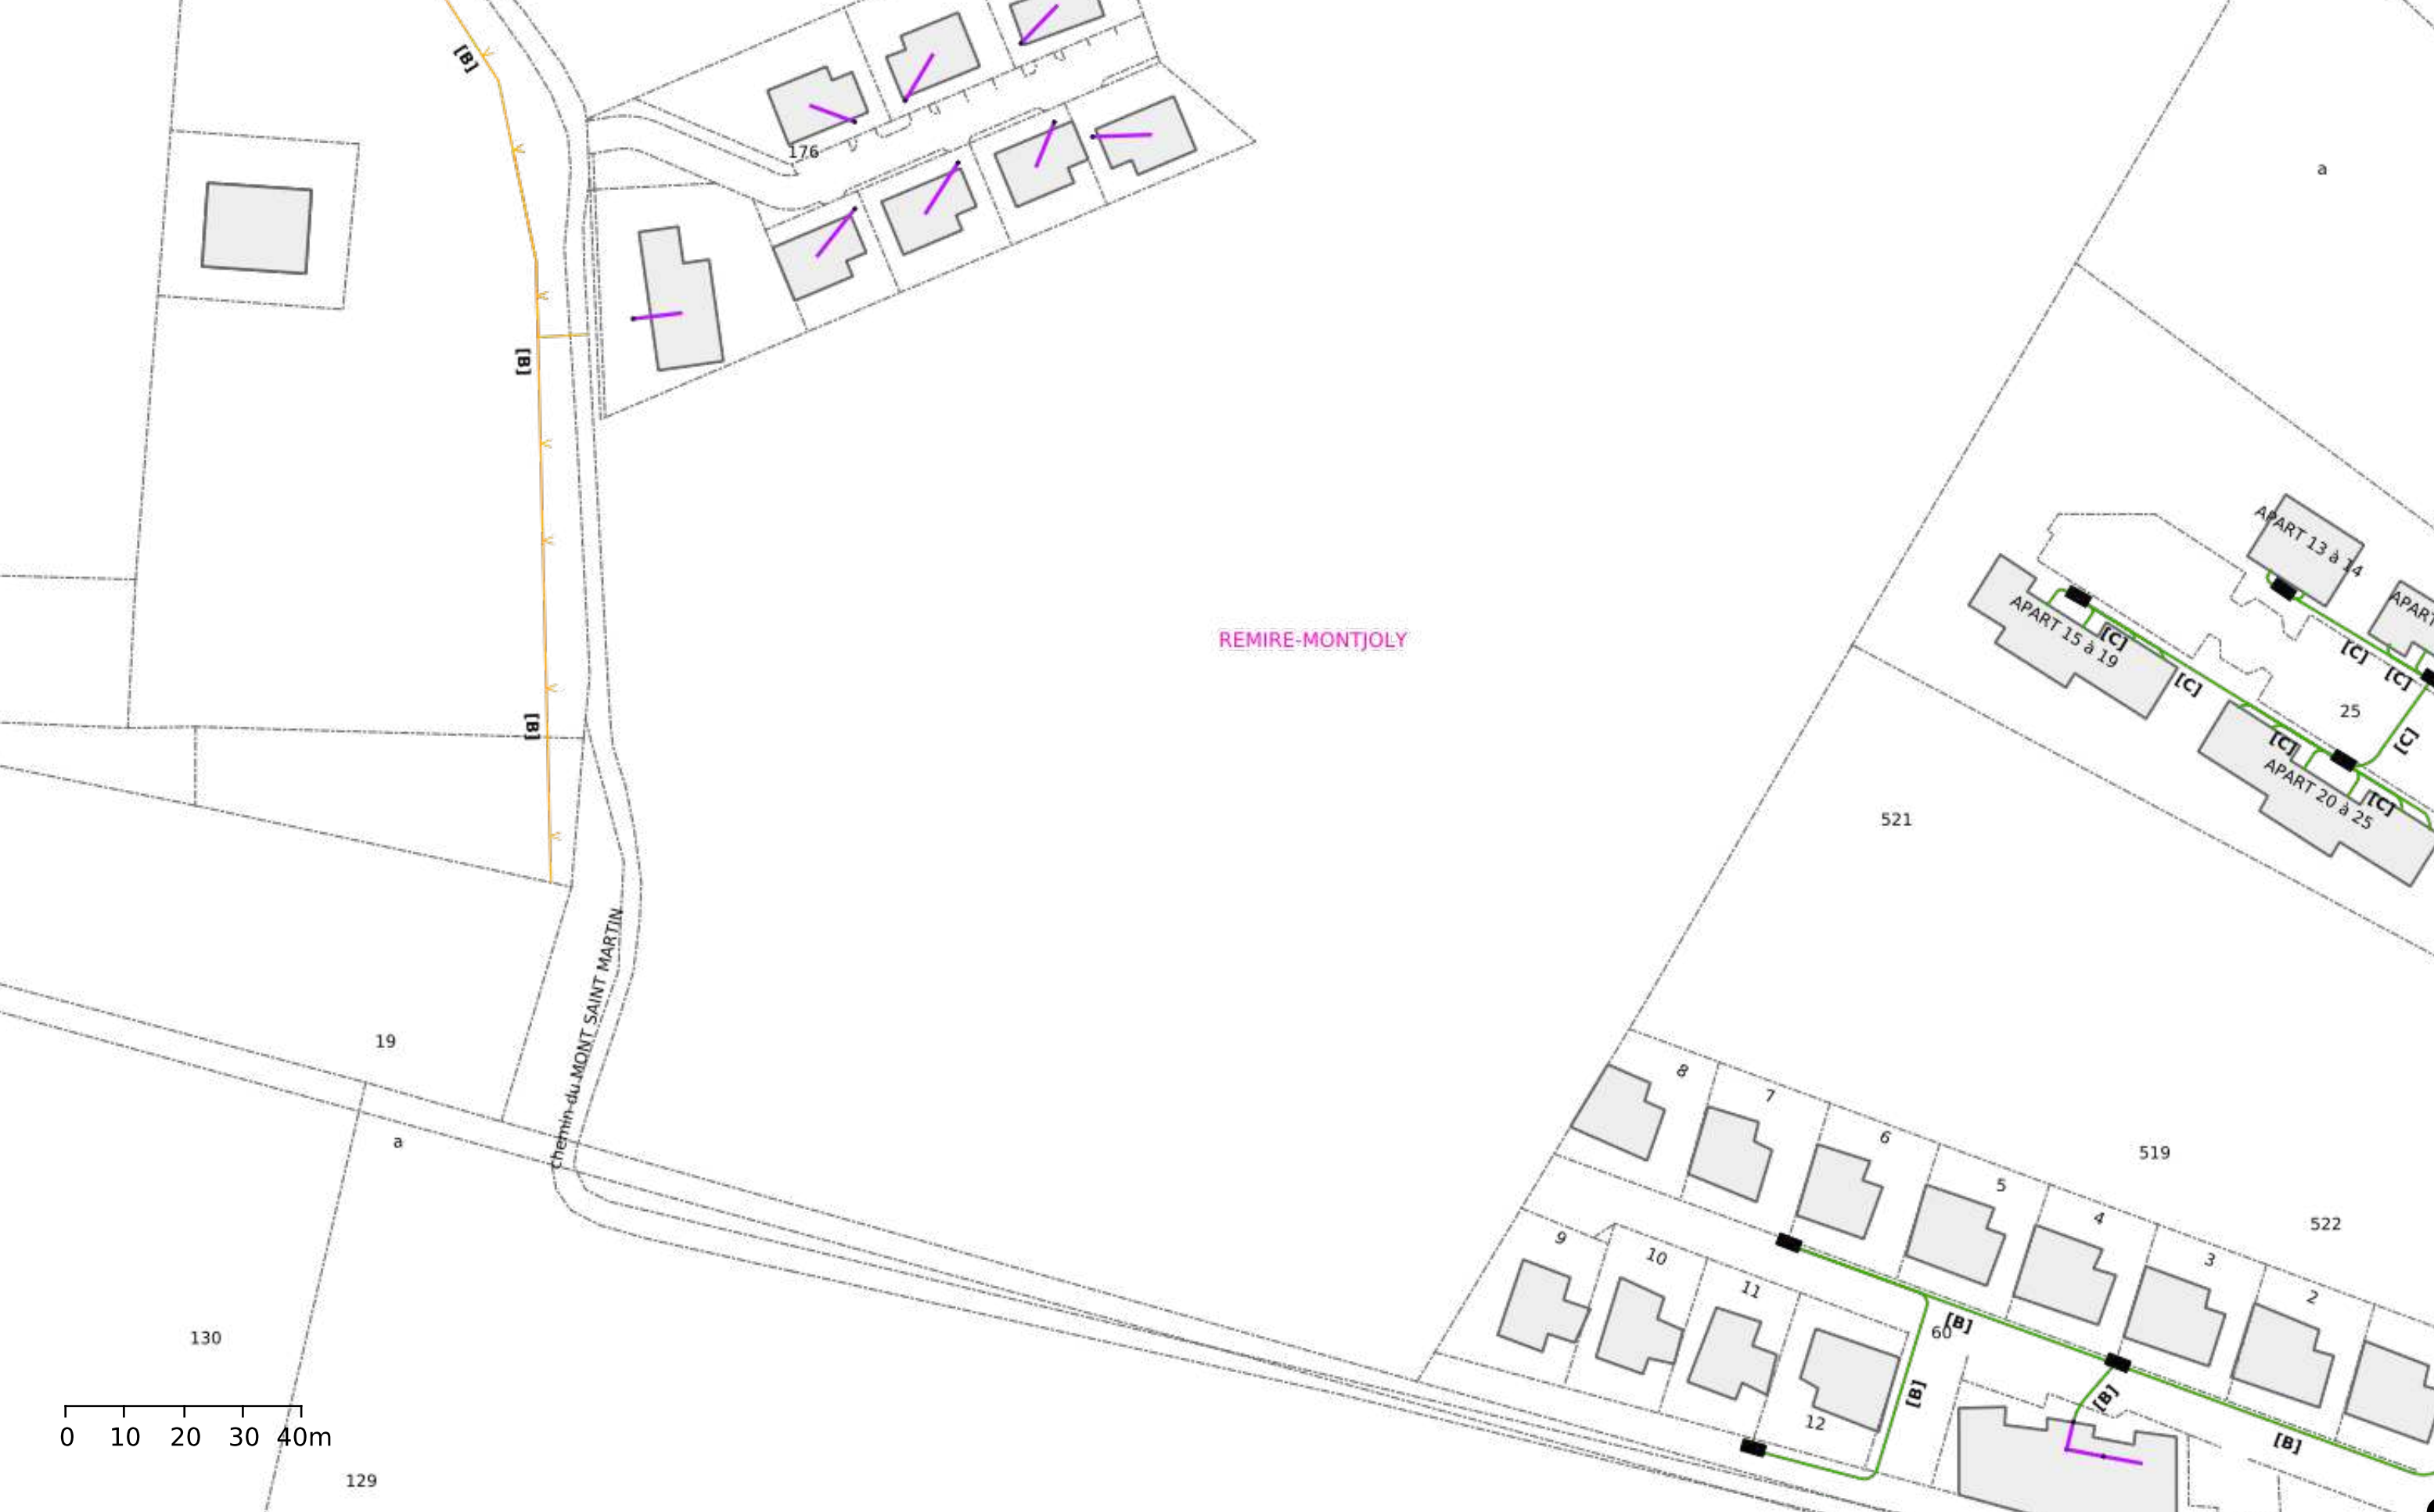 [B]
176
a
[B]
APART 13 à 14
APART
APART 15 à 19
[C]
[C]
[C]
[C]
REMIRE-MONTJOLY
25
[B]
[C]
[C]
APART 20 à 25
[C]
521
chemin du MONT SAINT MARTIN
19
a
8
7
6
5
4
3
2
519
522
9
10
11
12
60
[B]
[B]
[B]
[B]
130
129
0 10 20 30 40m